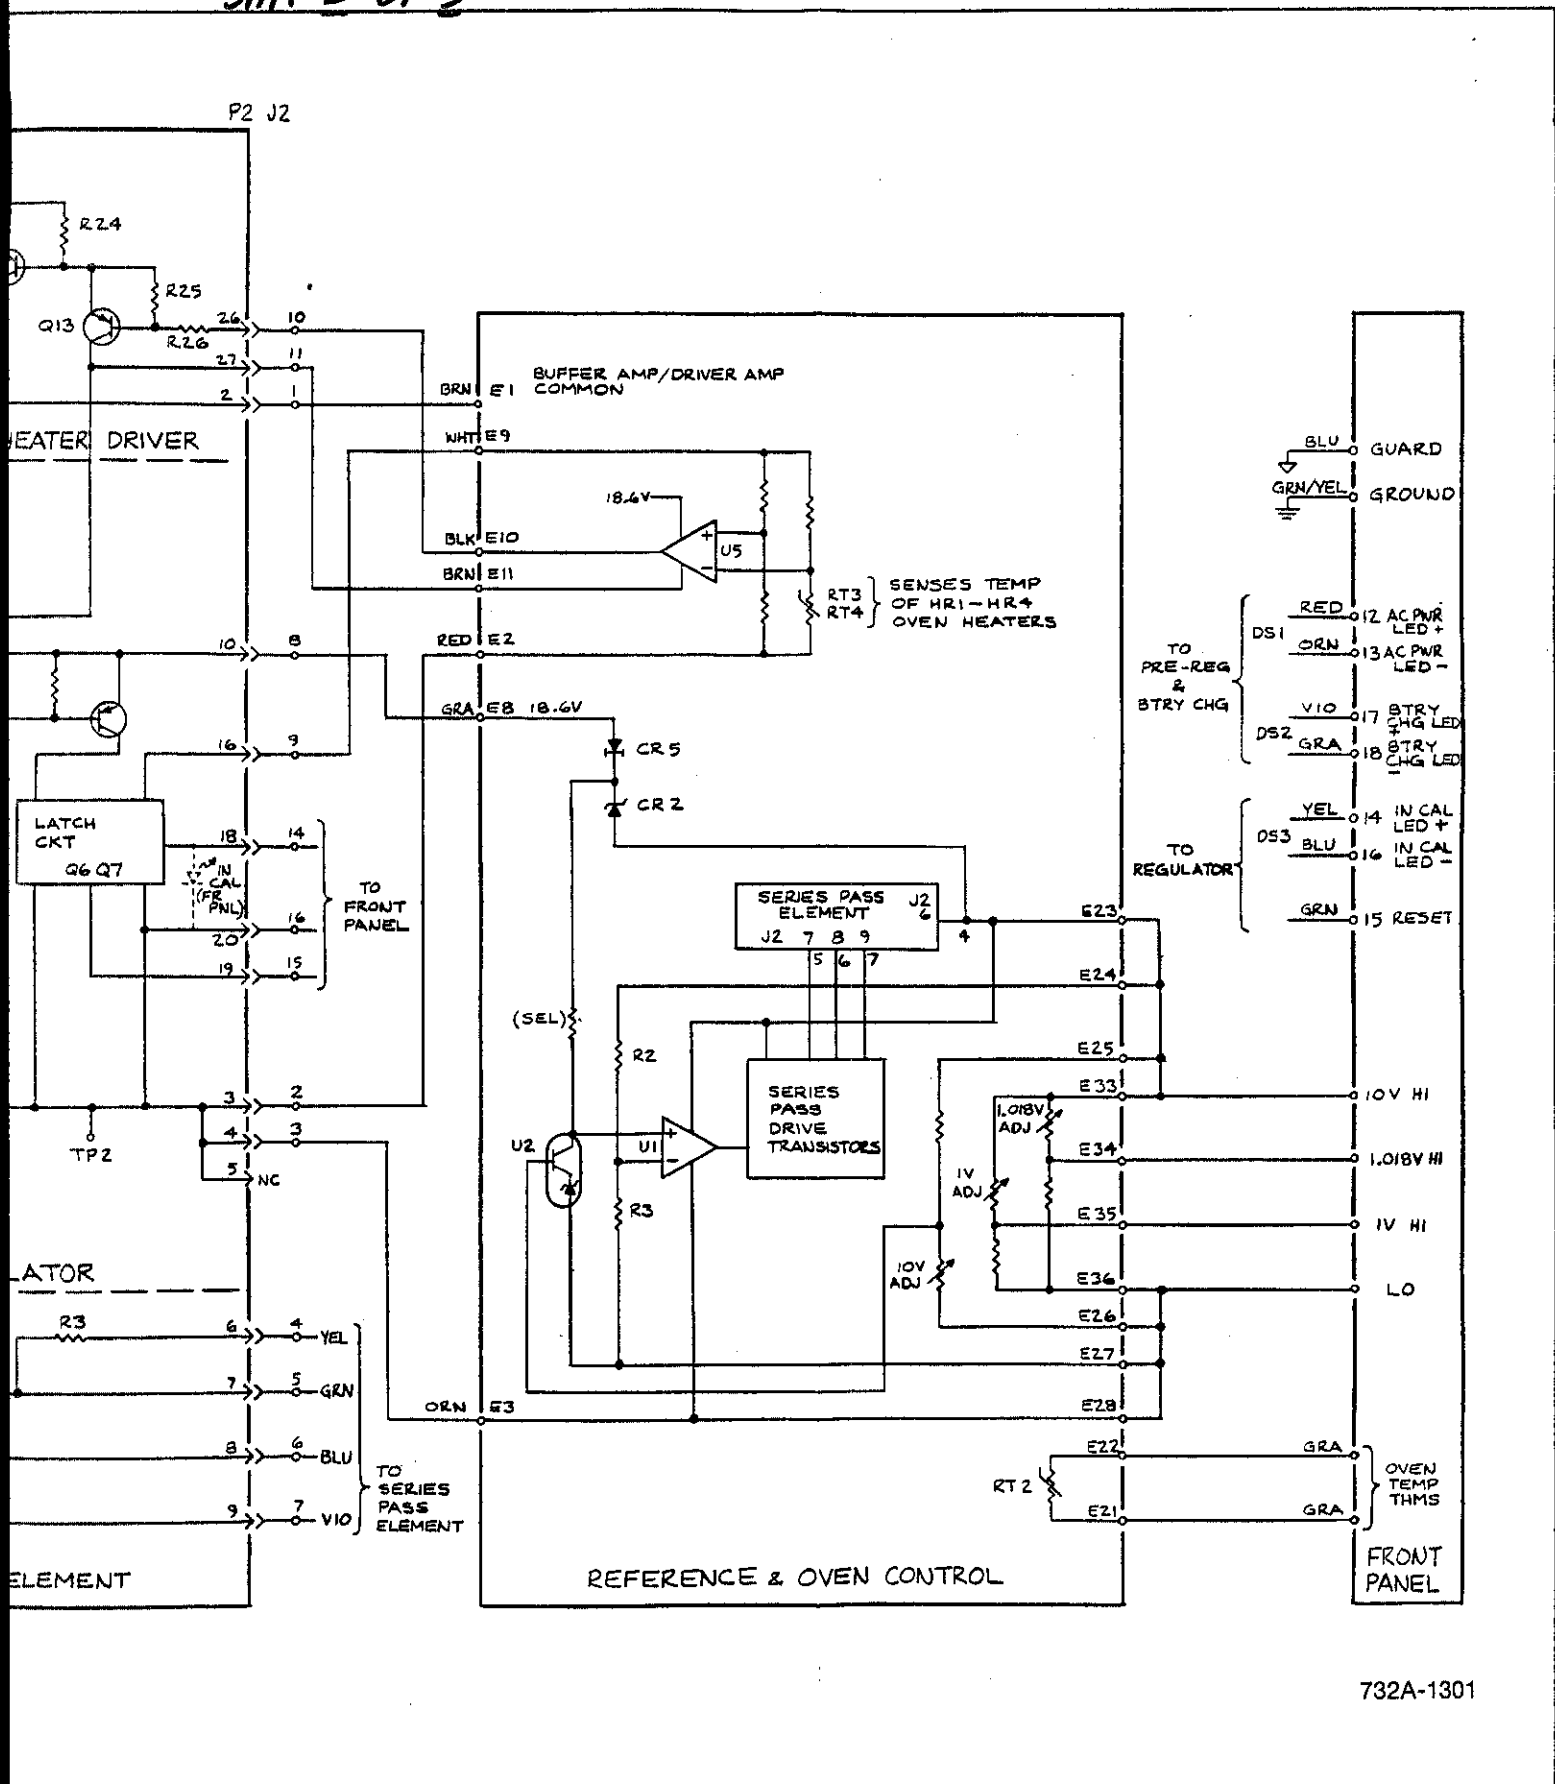 P2 J2
R24
R25
Q13
R26
26
10
27
11
2
1
HEATER DRIVER
BRN E1
BUFFER AMP/DRIVER AMP
COMMON
WHT E9
18.6V
BLK E10
U5
BRN E11
RT3
RT4
SENSES TEMP
OF HR1-HR4
OVEN HEATERS
RED E2
10
8
GRA E8 18.6V
CR5
CR2
16
9
LATCH
CKT
Q6 Q7
18
14
IN
CAL
(FR
PNL)
20
16
19
15
TO
FRONT
PANEL
SERIES PASS
ELEMENT
J2
6
J2 7 8 9
4
5 6 7
E23
E24
(SEL)
R2
E25
SERIES
PASS
DRIVE
TRANSISTORS
E33
1.018V
ADJ
E34
U2
U1
1V
ADJ
R3
E35
10V
ADJ
E36
E26
E27
3
2
4
3
5
NC
TP2
LATOR
R3
6
4
YEL
7
5
GRN
8
6
BLU
9
7
VIO
TO
SERIES
PASS
ELEMENT
ELEMENT
ORN E3
E28
E22
RT2
E21
REFERENCE & OVEN CONTROL
BLU
GUARD
GRN/YEL
GROUND
TO
PRE-REG
&
BTRY CHG
DS1
RED
12 AC PWR
LED +
ORN
13 AC PWR
LED -
DS2
VIO
17 BTRY
CHG LED
+
GRA
18 BTRY
CHG LED
-
TO
REGULATOR
DS3
YEL
14 IN CAL
LED +
BLU
16 IN CAL
LED -
GRN
15 RESET
10V HI
1.018V HI
1V HI
LO
GRA
GRA
OVEN
TEMP
THMS
FRONT
PANEL
732A-1301